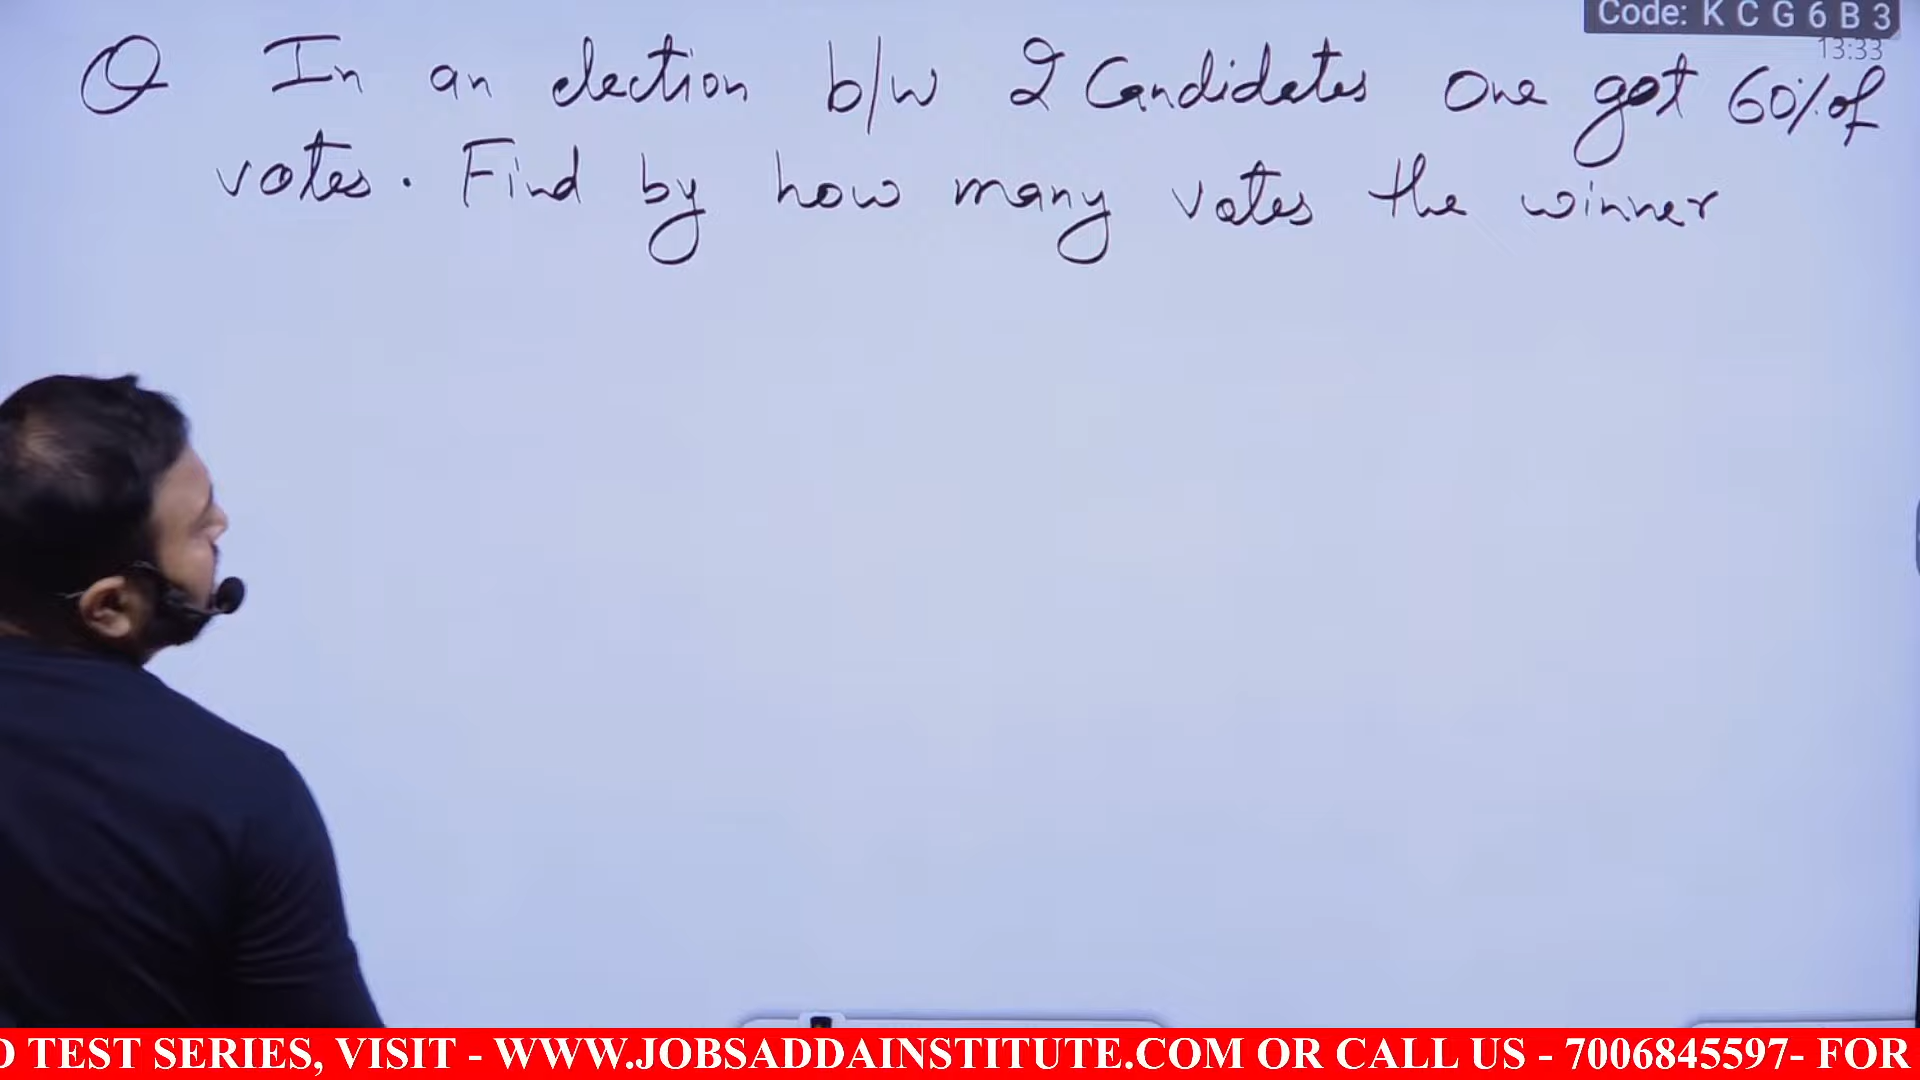 Code: K C G 6 B 3
13:33
Q In an election b/w 2 Candidates One got 60% of
votes. Find by how many votes the winner
D TEST SERIES, VISIT - WWW.JOBSADDAINSTITUTE.COM OR CALL US - 7006845597- FOR